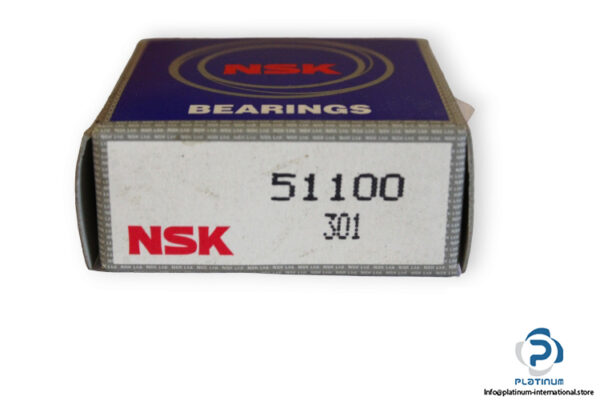 NSK
BEARINGS
51100
301
NSK
PLATINUM
Info@platinum-international.store